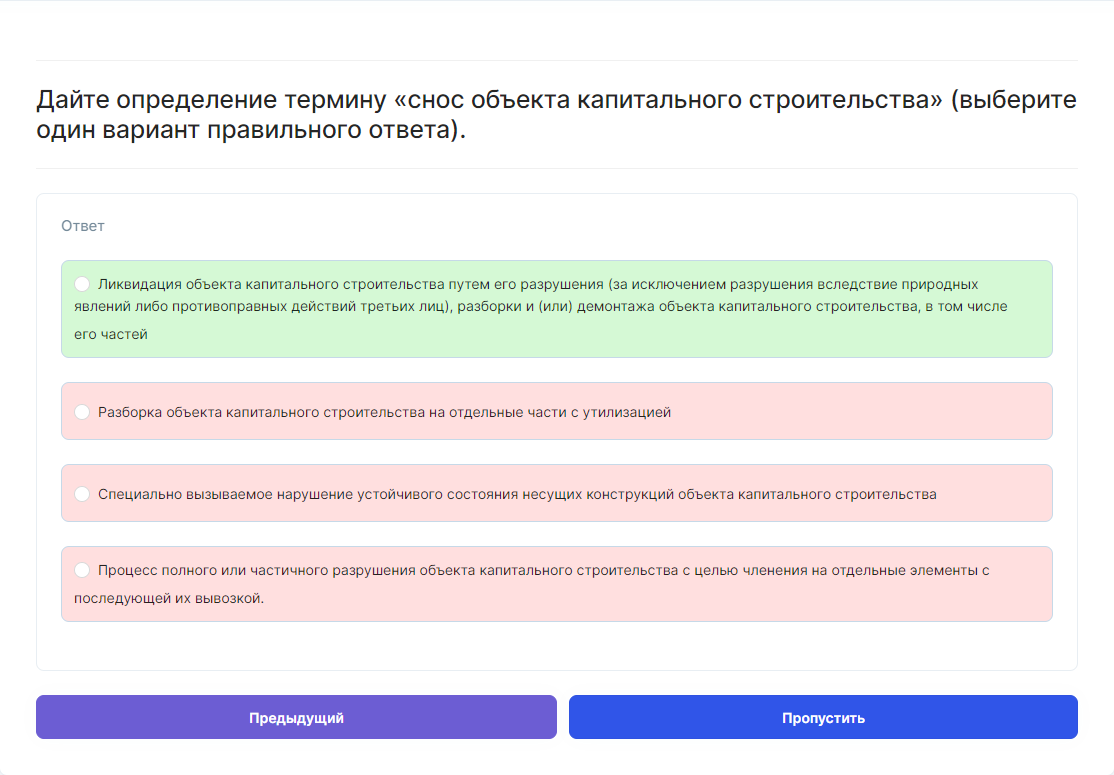 Дайте определение термину «снос объекта капитального строительства» (выберите
один вариант правильного ответа).
Ответ
Ликвидация объекта капитального строительства путем его разрушения (за исключением разрушения вследствие природных
явлений либо противоправных действий третьих лиц), разборки и (или) демонтажа объекта капитального строительства, в том числе
его частей
Разборка объекта капитального строительства на отдельные части с утилизацией
Специально вызываемое нарушение устойчивого состояния несущих конструкций объекта капитального строительства
Процесс полного или частичного разрушения объекта капитального строительства с целью членения на отдельные элементы с
последующей их вывозкой.
Предыдущий
Пропустить